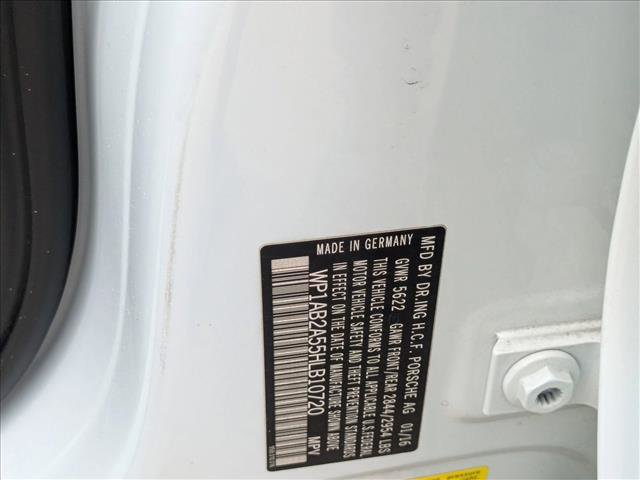 MFD BY DR.ING H.C.F. PORSCHE AG 01/16
GVWR 5622 GAWR FRONT/REAR 2844/2954 LBS
THIS VEHICLE CONFORMS TO ALL APPLICABLE U.S.FEDERAL
MOTOR VEHICLE SAFETY AND THEFT PREVENTION STANDARDS
IN EFFECT ON THE DATE OF MANUFACTURE SHOWN ABOVE
WP1AB2A55HLB10720 MPV
MADE IN GERMANY